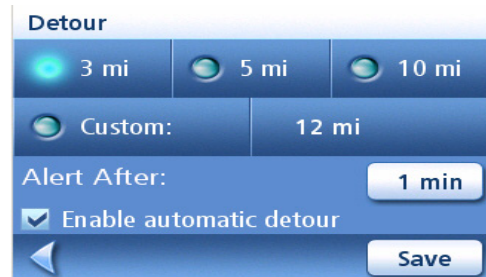 Detour
3 mi 5 mi 10 mi
Custom: 12 mi
Alert After: 1 min
Enable automatic detour
Save